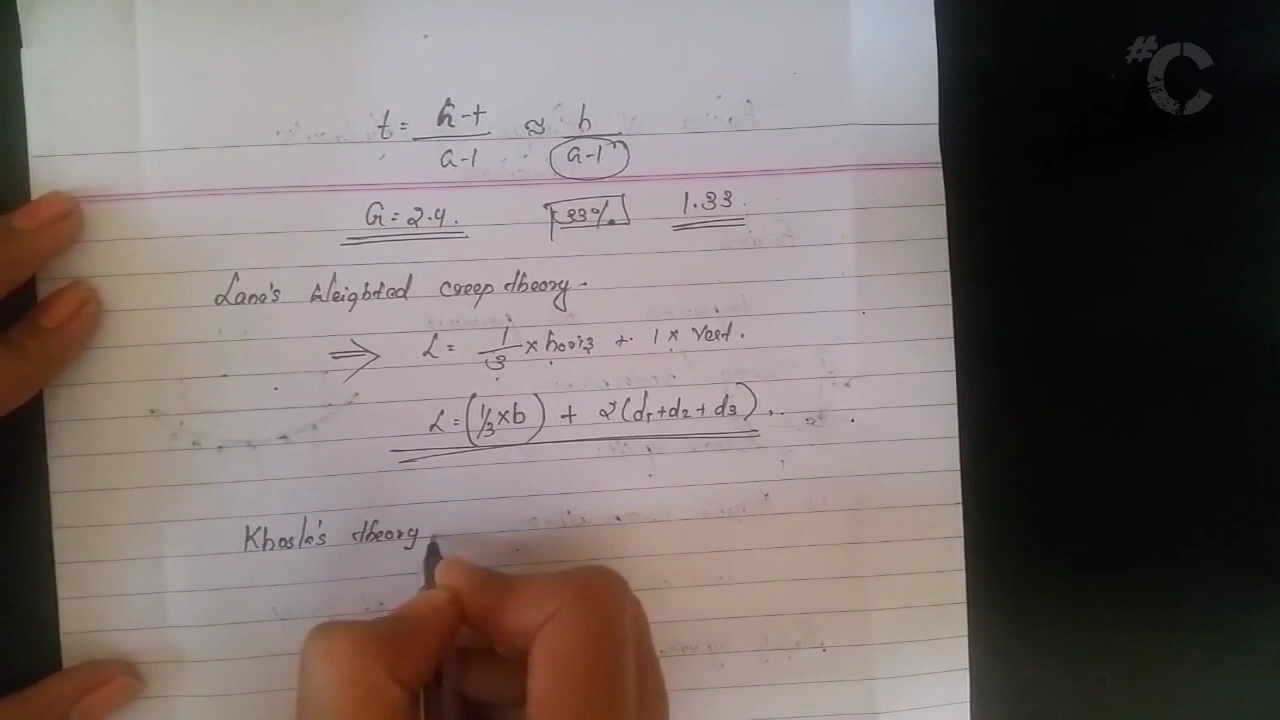 #C
t = h-t / G-1 ≈ h / G-1
G = 2.4. 33% 1.33.
Lane's Weighted creep theory.
⇒ L = 1/3 × horiz + 1 × Vert.
L = (1/3 × b) + 2(d1 + d2 + d3)
Khosla's theory